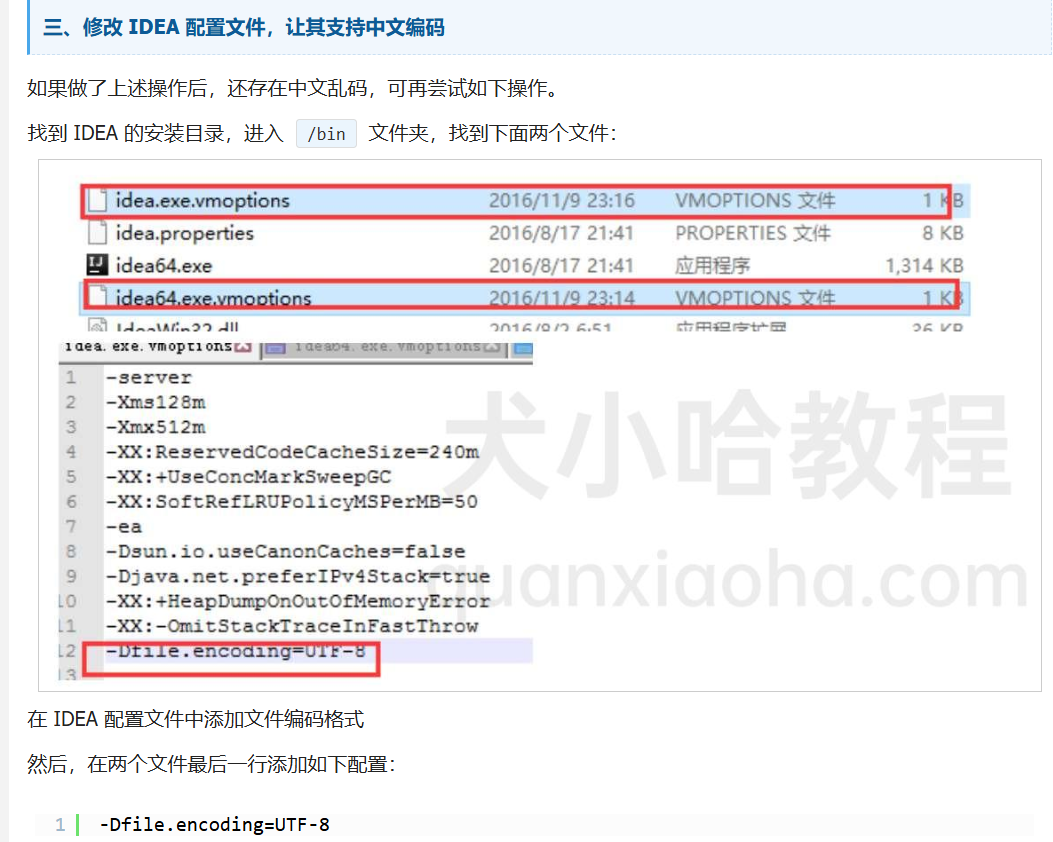 三、修改 IDEA 配置文件，让其支持中文编码
如果做了上述操作后，还存在中文乱码，可再尝试如下操作。
找到 IDEA 的安装目录，进入 /bin 文件夹，找到下面两个文件：
idea.exe.vmoptions 2016/11/9 23:16 VMOPTIONS 文件 1 KB
idea.properties 2016/8/17 21:41 PROPERTIES 文件 8 KB
idea64.exe 2016/8/17 21:41 应用程序 1,314 KB
idea64.exe.vmoptions 2016/11/9 23:14 VMOPTIONS 文件 1 KB
IdeaWin32.dll 2016/8/2 6:51 应用程序扩展 36 KB
idea.exe.vmoptions idea64.exe.vmoptions
1 -server
2 -Xms128m
3 -Xmx512m
4 -XX:ReservedCodeCacheSize=240m
5 -XX:+UseConcMarkSweepGC
6 -XX:SoftRefLRUPolicyMSPerMB=50
7 -ea
8 -Dsun.io.useCanonCaches=false
9 -Djava.net.preferIPv4Stack=true
10 -XX:+HeapDumpOnOutOfMemoryError
11 -XX:-OmitStackTraceInFastThrow
12 -Dfile.encoding=UTF-8
13
犬小哈教程
quanxiaoha.com
在 IDEA 配置文件中添加文件编码格式
然后，在两个文件最后一行添加如下配置：
1 -Dfile.encoding=UTF-8